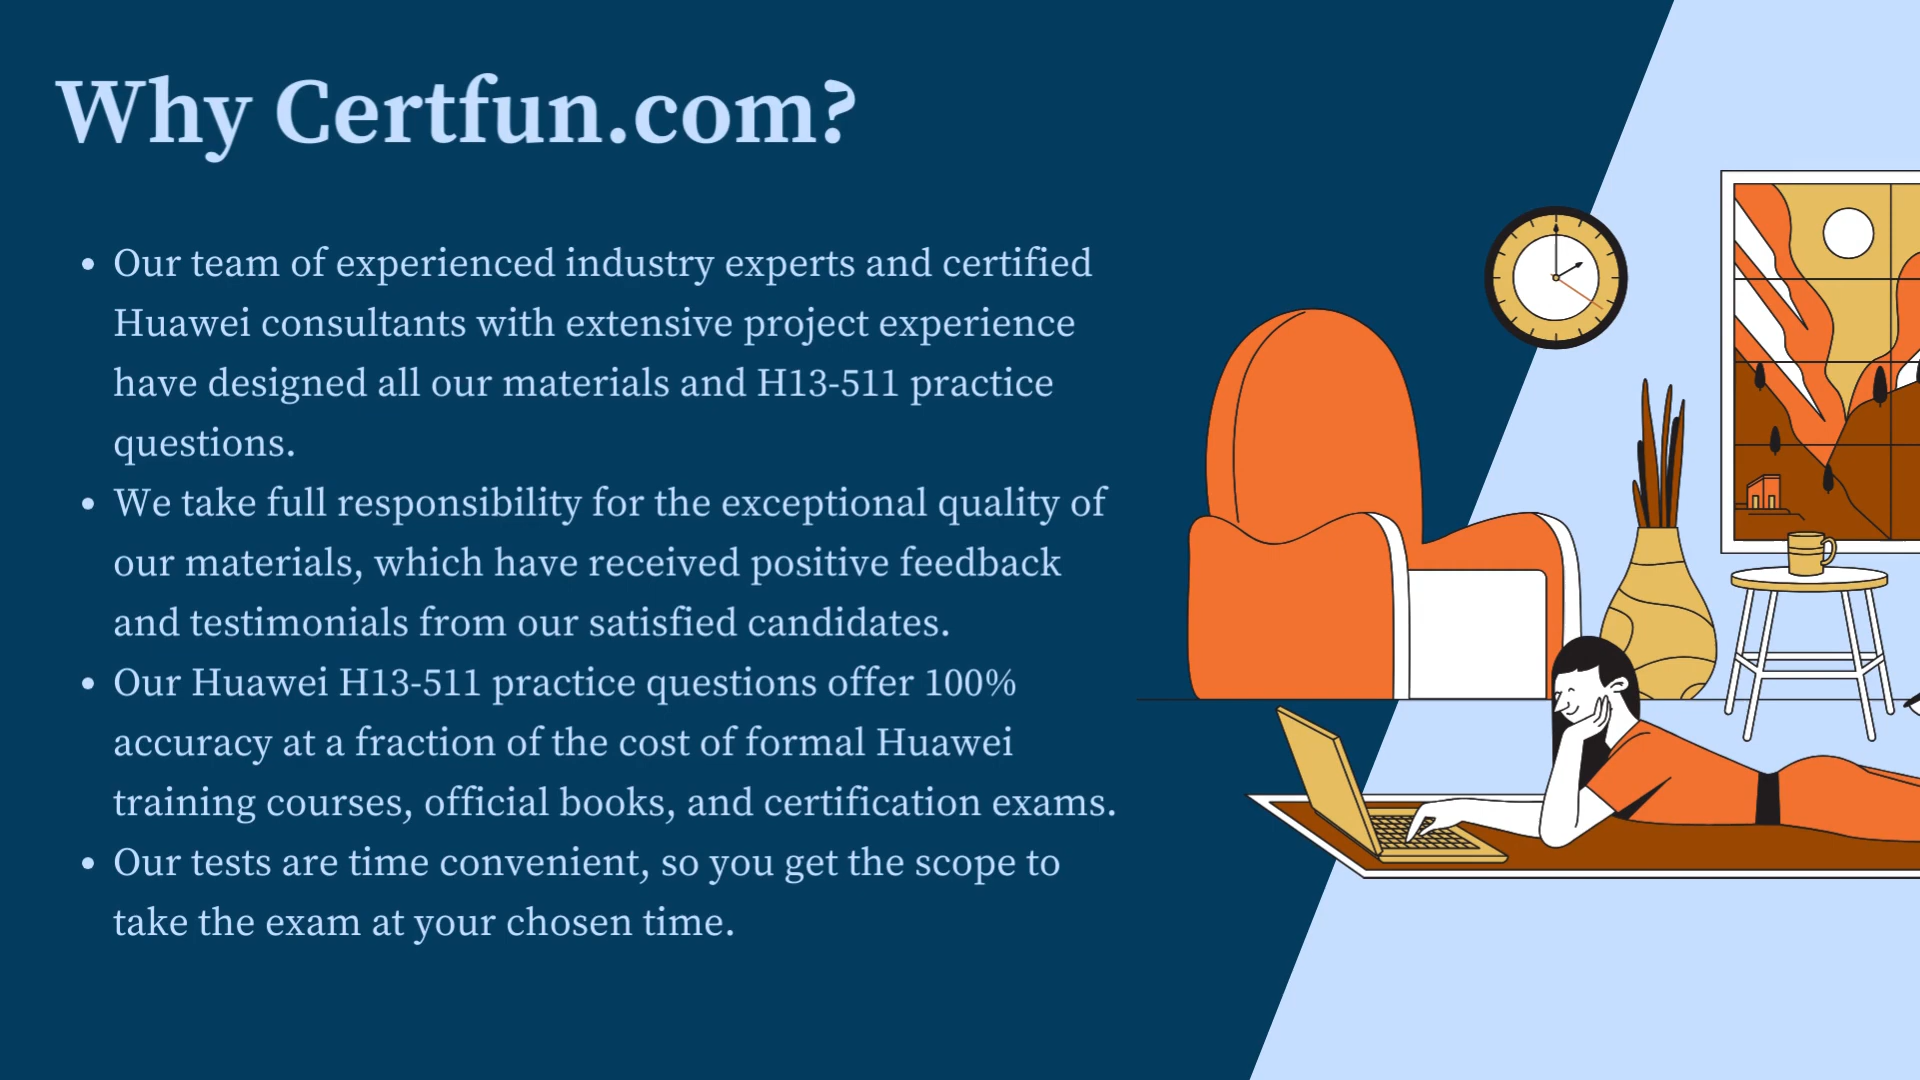 Why Certfun.com?
• Our team of experienced industry experts and certified
Huawei consultants with extensive project experience
have designed all our materials and H13-511 practice
questions.
• We take full responsibility for the exceptional quality of
our materials, which have received positive feedback
and testimonials from our satisfied candidates.
• Our Huawei H13-511 practice questions offer 100%
accuracy at a fraction of the cost of formal Huawei
training courses, official books, and certification exams.
• Our tests are time convenient, so you get the scope to
take the exam at your chosen time.